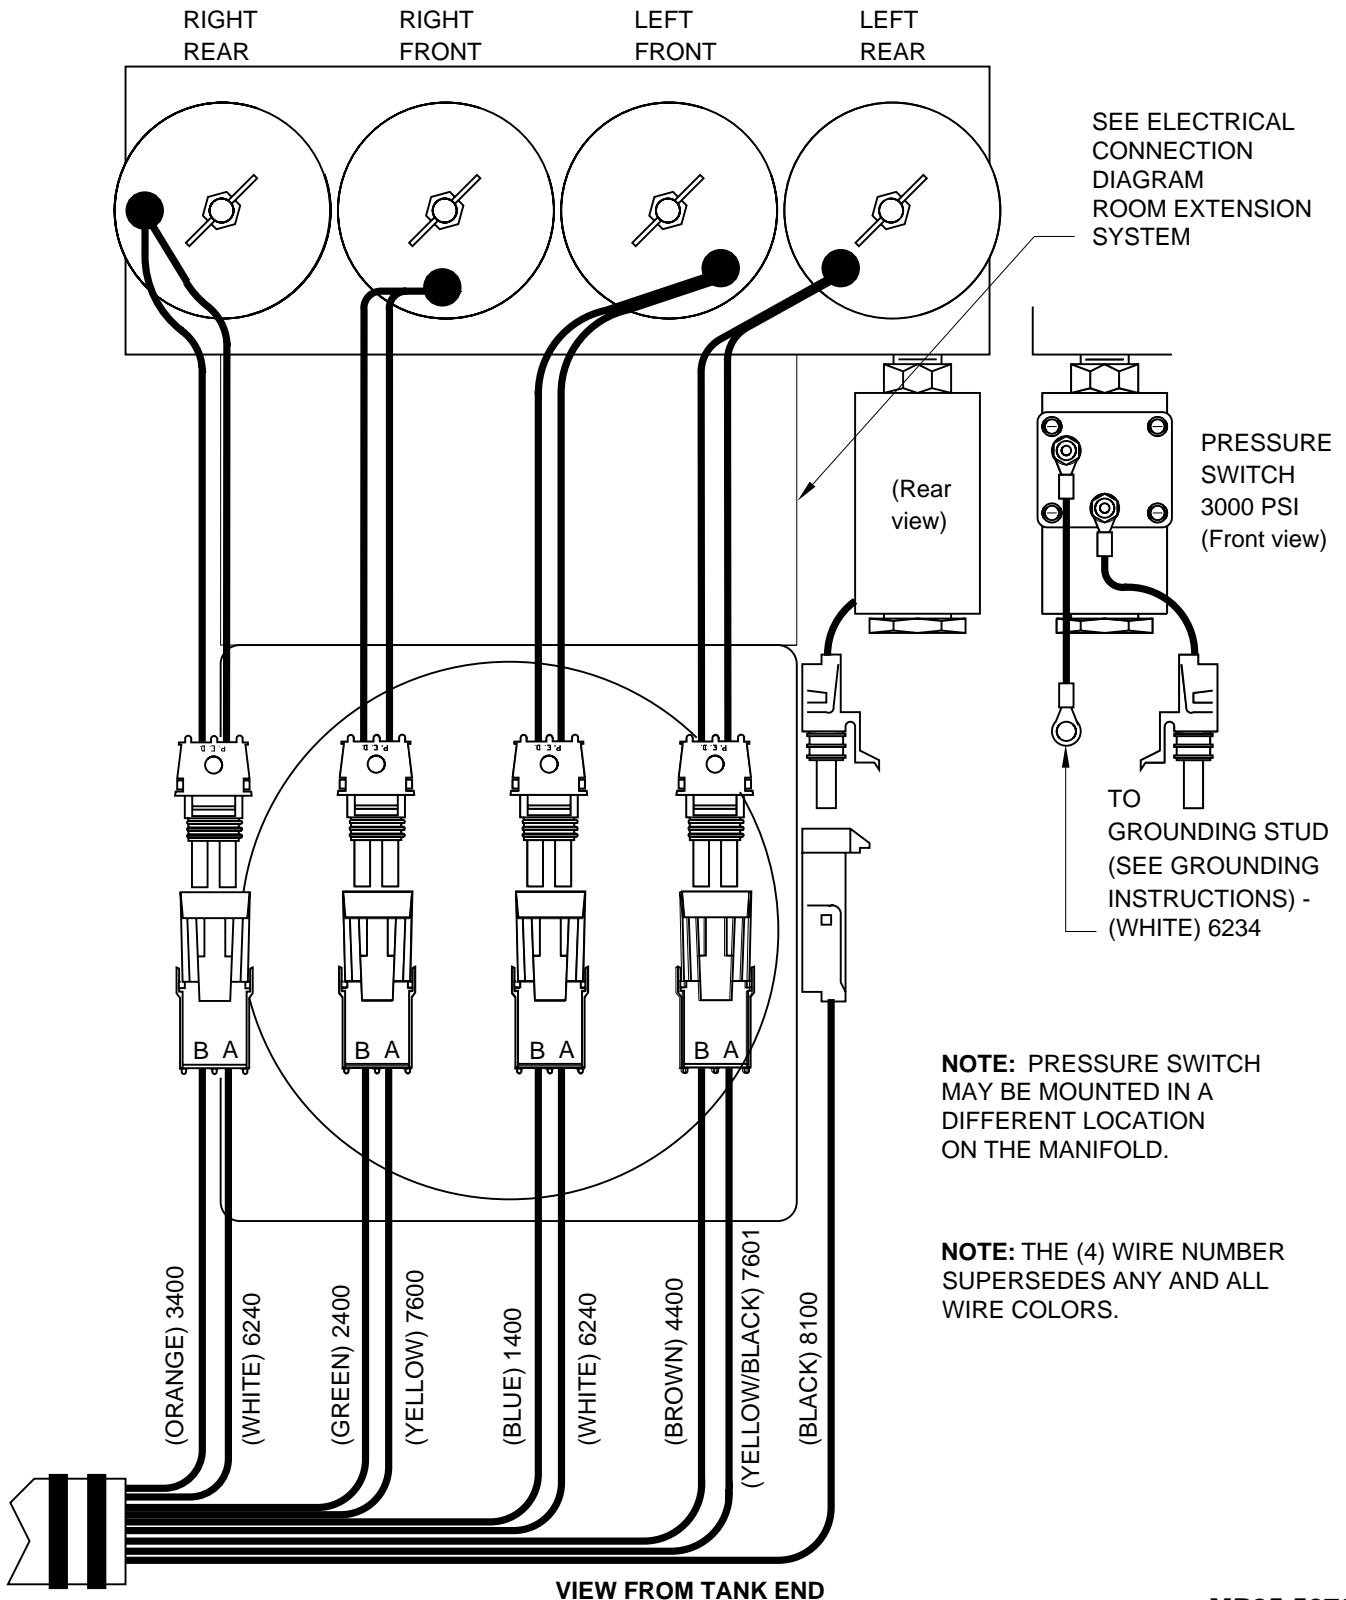 RIGHT
REAR
RIGHT
FRONT
LEFT
FRONT
LEFT
REAR
SEE ELECTRICAL
CONNECTION
DIAGRAM
ROOM EXTENSION
SYSTEM
(Rear
view)
PRESSURE
SWITCH
3000 PSI
(Front view)
P.E.D.
P.E.D.
P.E.D.
P.E.D.
TO
GROUNDING STUD
(SEE GROUNDING
INSTRUCTIONS) -
(WHITE) 6234
B A
B A
B A
B A
NOTE: PRESSURE SWITCH
MAY BE MOUNTED IN A
DIFFERENT LOCATION
ON THE MANIFOLD.
NOTE: THE (4) WIRE NUMBER
SUPERSEDES ANY AND ALL
WIRE COLORS.
(ORANGE) 3400
(WHITE) 6240
(GREEN) 2400
(YELLOW) 7600
(BLUE) 1400
(WHITE) 6240
(BROWN) 4400
(YELLOW/BLACK) 7601
(BLACK) 8100
VIEW FROM TANK END